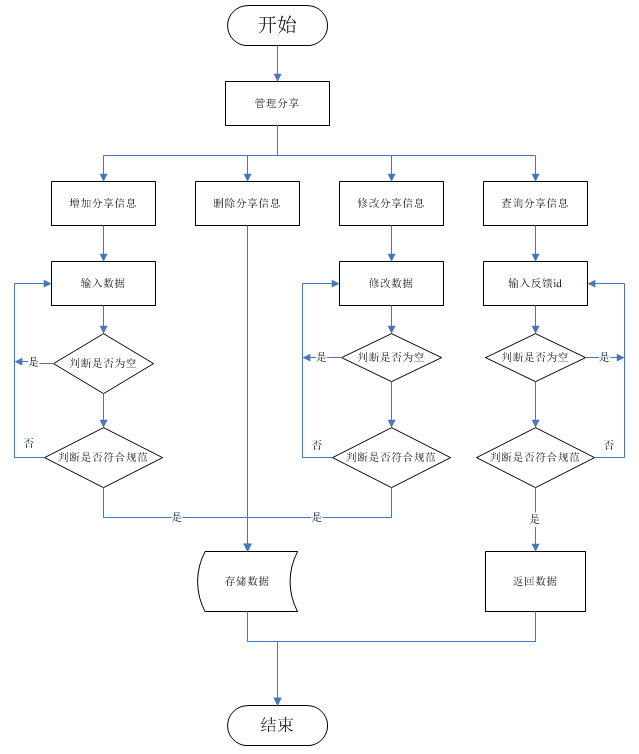 开始
管理分享
增加分享信息
删除分享信息
修改分享信息
查询分享信息
输入数据
修改数据
输入反馈id
判断是否为空
是
判断是否为空
是
判断是否为空
是
否
判断是否符合规范
否
判断是否符合规范
判断是否符合规范
否
是
是
是
存储数据
返回数据
结束